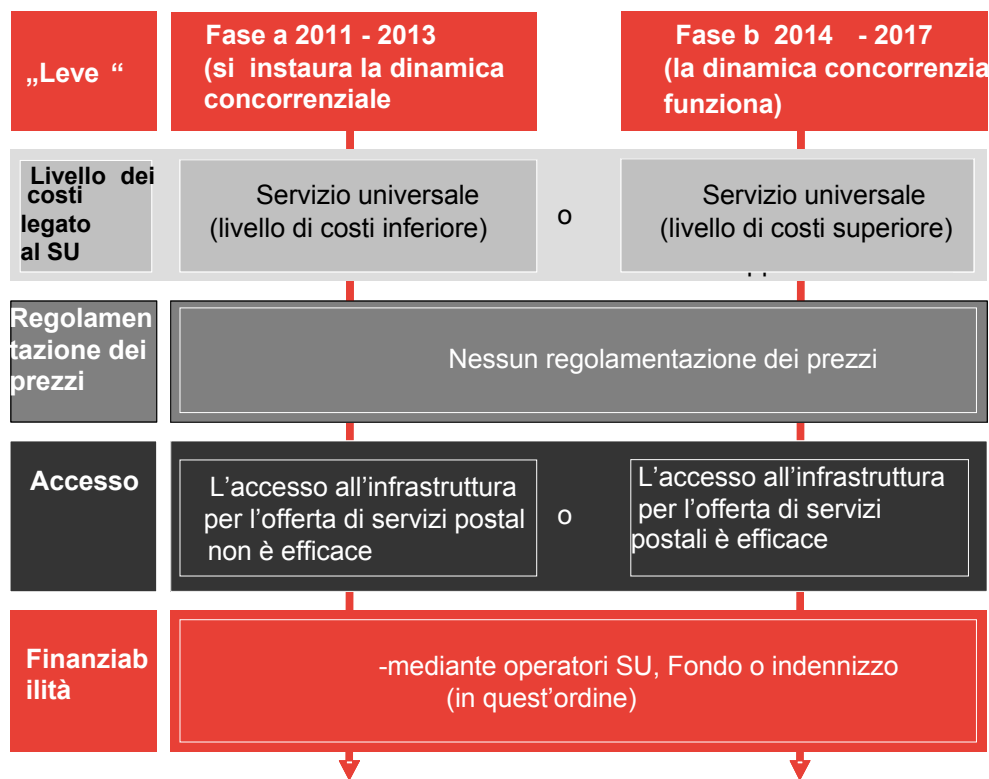 „Leve “
Fase a 2011 - 2013
(si instaura la dinamica
concorrenziale
Fase b 2014 - 2017
(la dinamica concorrenzia
funziona)
Livello dei
costi
legato
al SU
Servizio universale
(livello di costi inferiore)
o
Servizio universale
(livello di costi superiore)
Regolamen
tazione dei
prezzi
Nessun regolamentazione dei prezzi
Accesso
L’accesso all’infrastruttura
per l’offerta di servizi postal
non è efficace
o
L’accesso all’infrastruttura
per l’offerta di servizi
postali è efficace
Finanziab
ilità
-mediante operatori SU, Fondo o indennizzo
(in quest’ordine)